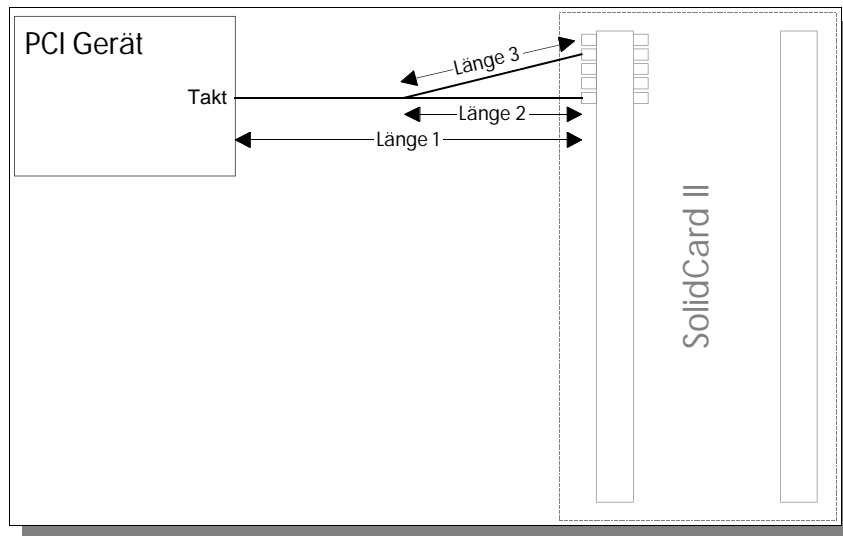 PCI Gerät
Länge 3
Takt
Länge 2
Länge 1
SolidCard II